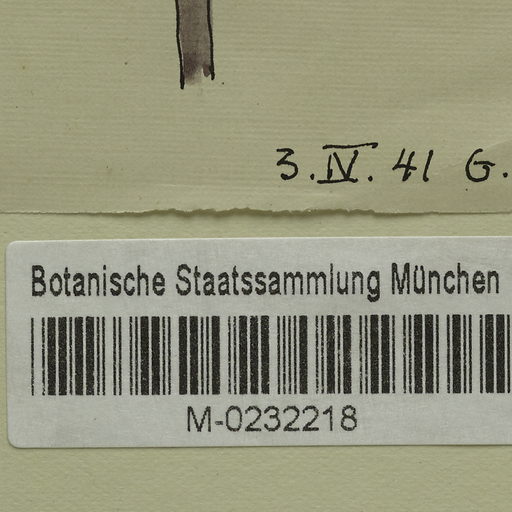 3. IV. 41 G.
Botanische Staatssammlung München
M-0232218